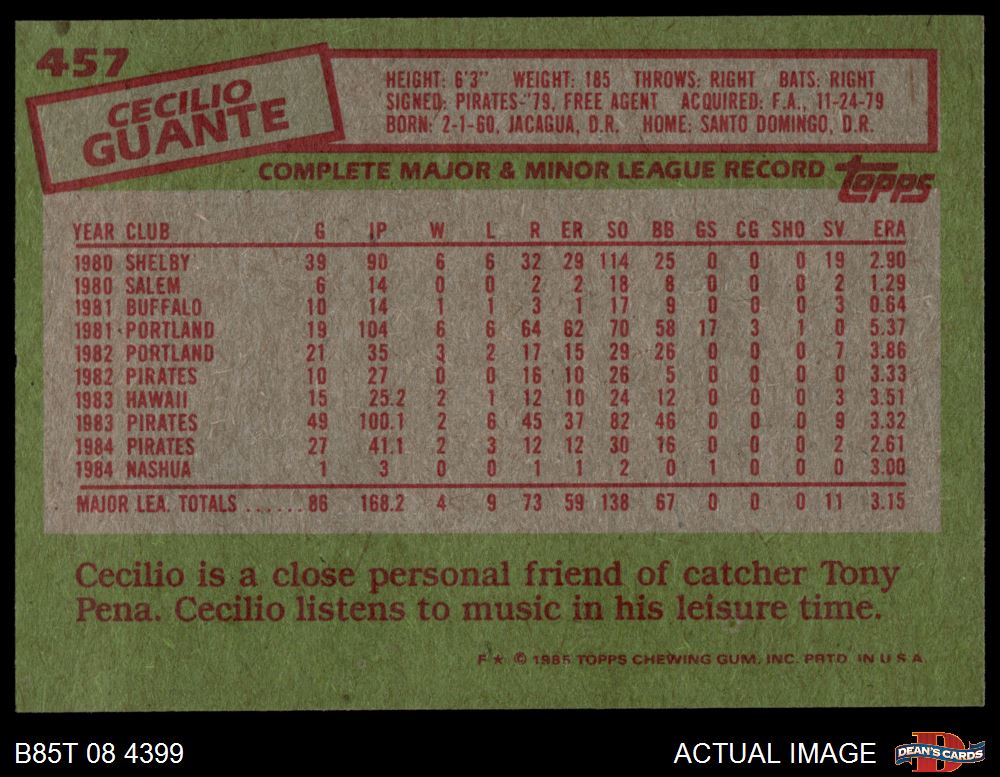 457
CECILIO
GUANTE
HEIGHT: 6'3" WEIGHT: 185 THROWS: RIGHT BATS: RIGHT
SIGNED: PIRATES-'79, FREE AGENT ACQUIRED: F.A., 11-24-79
BORN: 2-1-60, JACAGUA, D.R. HOME: SANTO DOMINGO, D.R.
COMPLETE MAJOR & MINOR LEAGUE RECORD topps
YEAR CLUB G IP W L R ER SO BB GS CG SHO SV ERA
1980 SHELBY 39 90 6 6 32 29 114 25 0 0 0 19 2.90
1980 SALEM 6 14 0 0 2 2 18 8 0 0 0 2 1.29
1981 BUFFALO 10 14 1 1 3 1 17 9 0 0 0 3 0.64
1981 PORTLAND 19 104 6 6 64 62 70 58 17 3 1 0 5.37
1982 PORTLAND 21 35 3 2 17 15 29 26 0 0 0 7 3.86
1982 PIRATES 10 27 0 0 16 10 26 5 0 0 0 0 3.33
1983 HAWAII 15 25.2 2 1 12 10 24 12 0 0 0 3 3.51
1983 PIRATES 49 100.1 2 6 45 37 82 46 0 0 0 9 3.32
1984 PIRATES 27 41.1 2 3 12 12 30 16 0 0 0 2 2.61
1984 NASHUA 1 3 0 0 1 1 2 0 1 0 0 0 3.00
MAJOR LEA. TOTALS ...... 86 168.2 4 9 73 59 138 67 0 0 0 11 3.15
Cecilio is a close personal friend of catcher Tony
Pena. Cecilio listens to music in his leisure time.
F ★ © 1985 TOPPS CHEWING GUM, INC. PRTD. IN U.S.A.
B85T 08 4399 ACTUAL IMAGE D DEAN'S CARDS